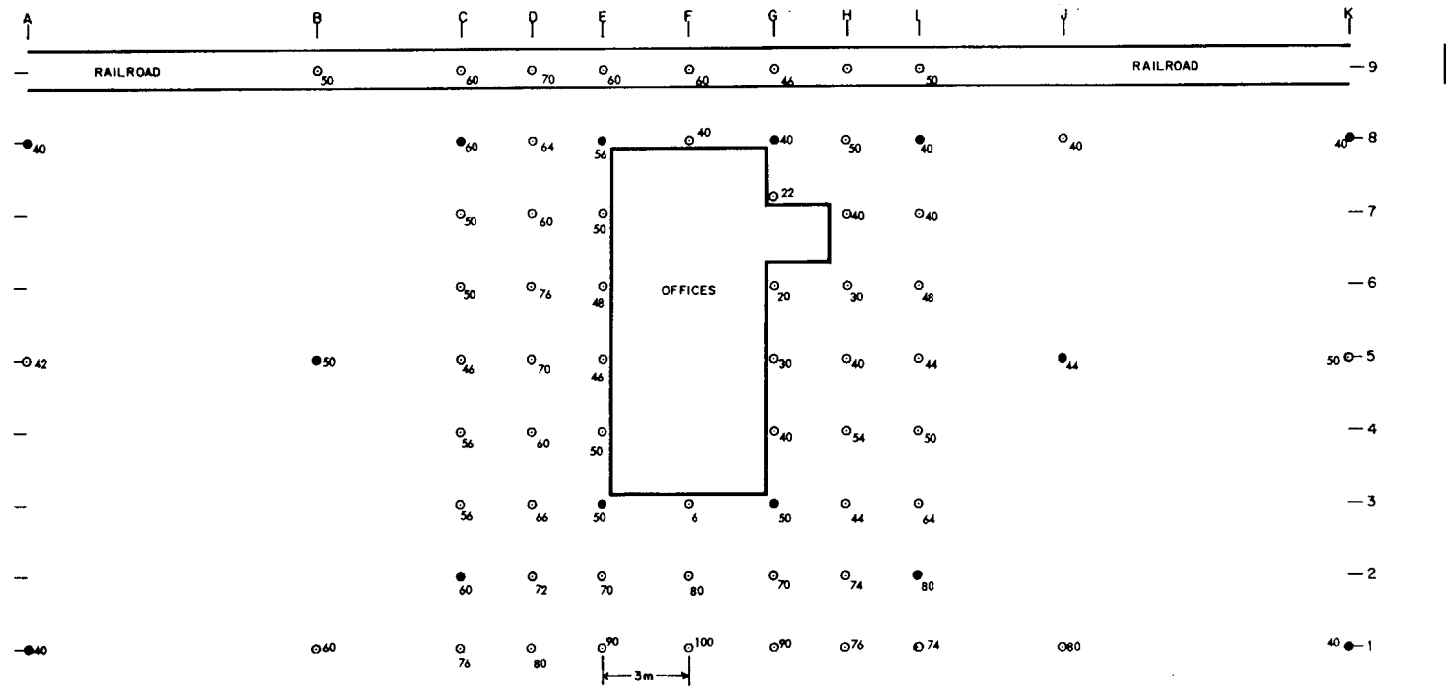 A B C D E F G H I J K
RAILROAD RAILROAD
9
50 60 70 60 60 46 50
40 60 64 56 40 40 50 40 40 40 8
22
50 60 50 40 40 7
OFFICES
50 76 48 20 30 48 6
42 50 46 70 46 30 40 44 44 50 5
56 60 50 40 54 50 4
56 66 50 6 50 44 64 3
60 72 70 80 70 74 80 2
40 60 76 80 90 100 90 76 74 80 40 1
3m